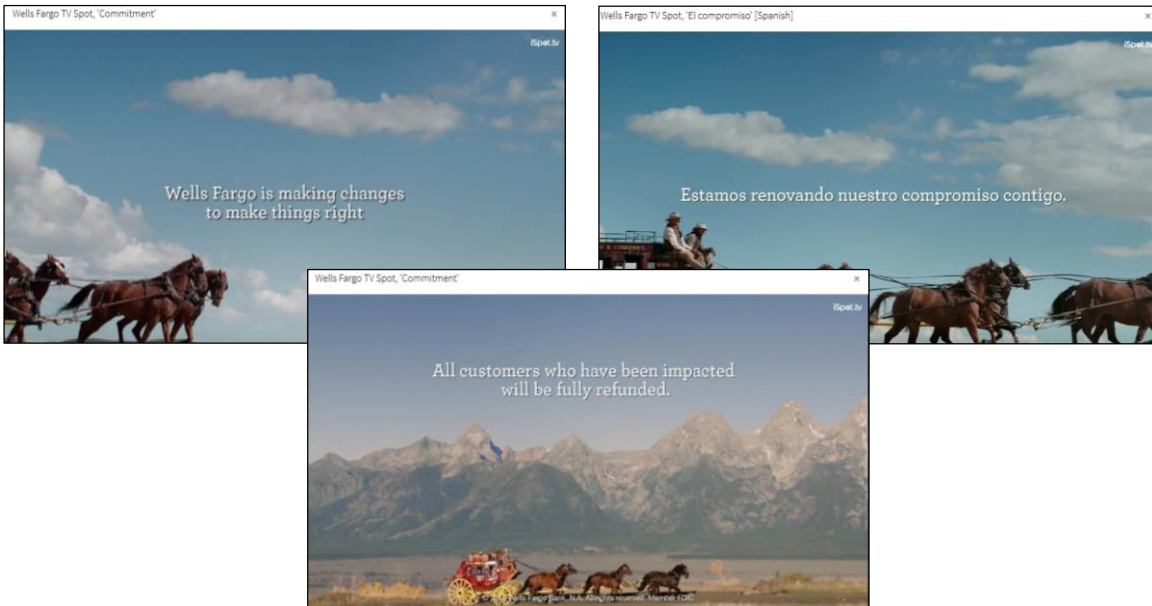 Wells Fargo TV Spot, 'Commitment'
×
iSpot.tv
Wells Fargo is making changes
to make things right
Wells Fargo TV Spot, 'El compromiso' [Spanish]
×
iSpot.tv
Estamos renovando nuestro compromiso contigo.
Wells Fargo TV Spot, 'Commitment'
×
iSpot.tv
All customers who have been impacted
will be fully refunded.
Wells Fargo Bank, N.A. All rights reserved. Member FDIC